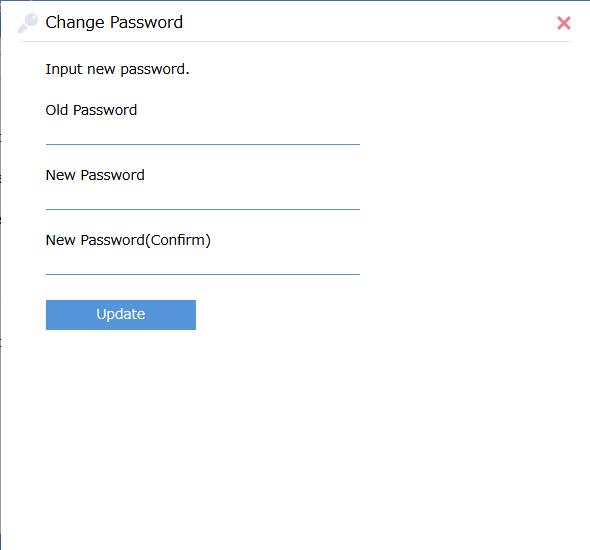 Change Password
Input new password.
Old Password
New Password
New Password(Confirm)
Update